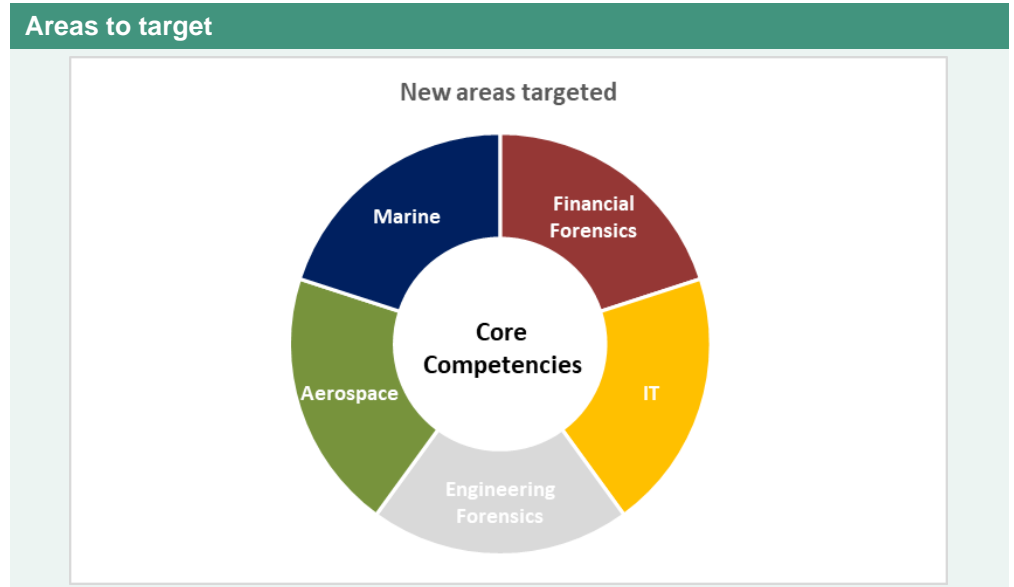 Areas to target
New areas targeted
Marine
Financial
Forensics
Core
Competencies
Aerospace
IT
Engineering
Forensics